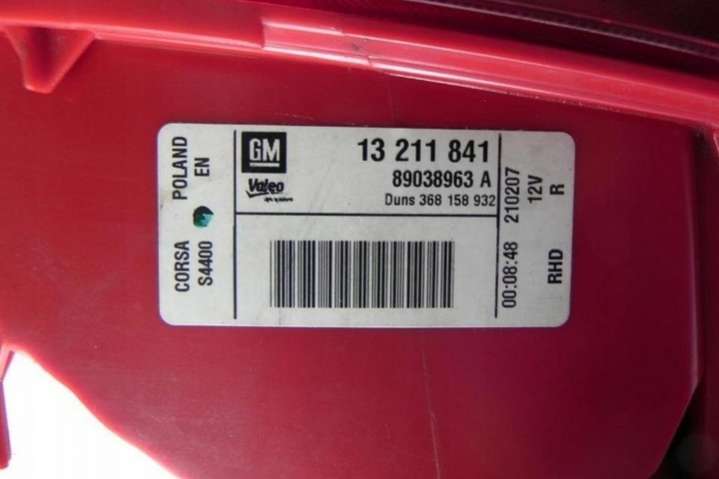 CORSA POLAND
S4400 EN
GM
Valeo
13 211 841
89038963 A
Duns 368 158 932
00:08:48 210207
12V
RHD R